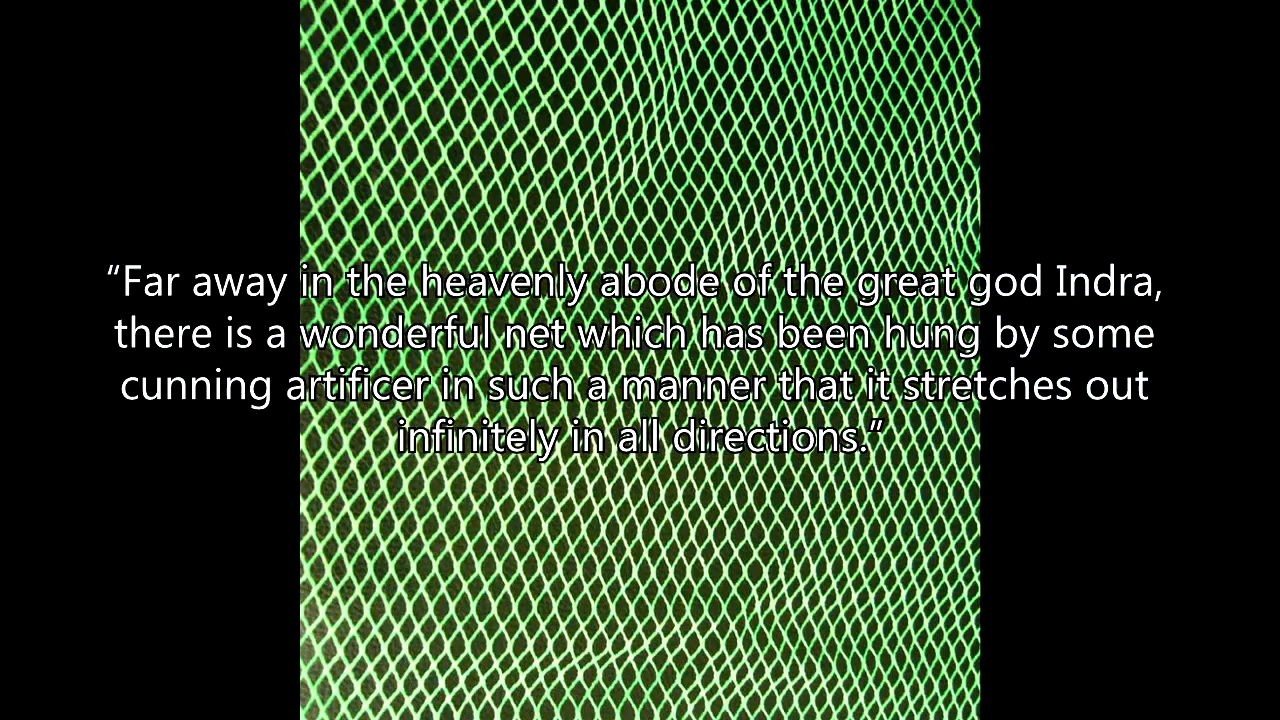 “Far away in the heavenly abode of the great god Indra,
there is a wonderful net which has been hung by some
cunning artificer in such a manner that it stretches out
infinitely in all directions.”